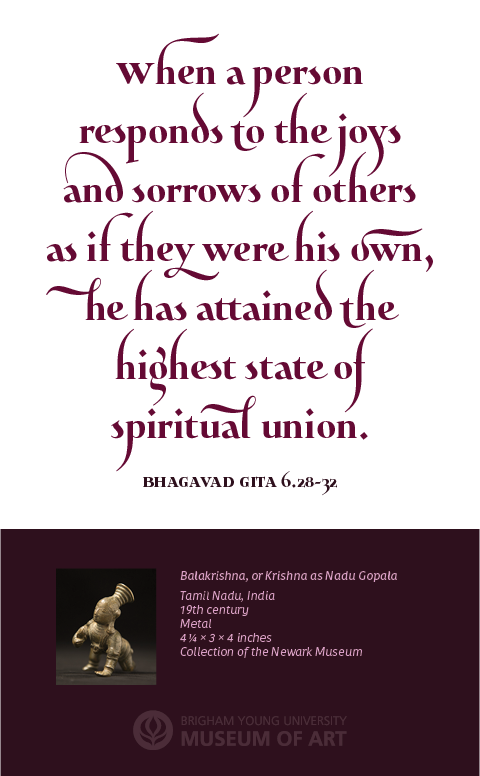 When a person
responds to the joys
and sorrows of others
as if they were his own,
he has attained the
highest state of
spiritual union.
BHAGAVAD GITA 6.28-32
Balakrishna, or Krishna as Nadu Gopala
Tamil Nadu, India
19th century
Metal
4 ¼ × 3 × 4 inches
Collection of the Newark Museum
BRIGHAM YOUNG UNIVERSITY
MUSEUM OF ART